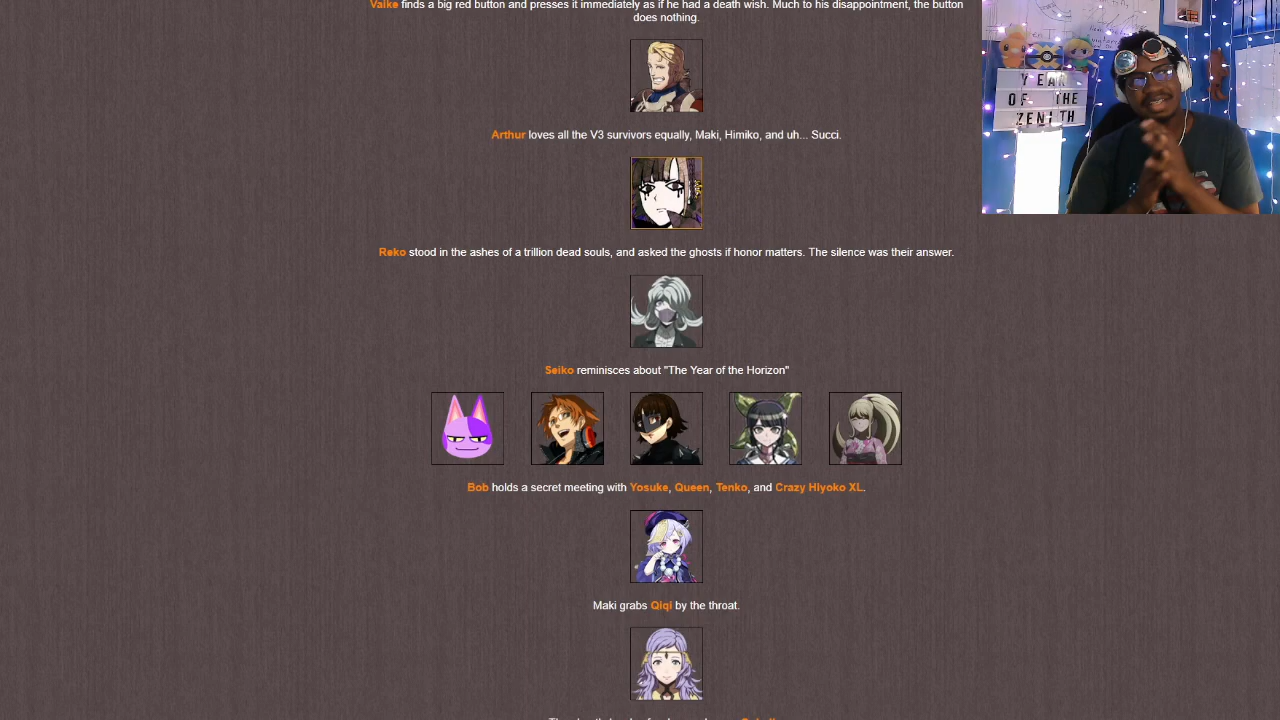 Vaike finds a big red button and presses it immediately as if he had a death wish. Much to his disappointment, the button
does nothing.
YEAR
OF THE
ZENITH
Arthur loves all the V3 survivors equally, Maki, Himiko, and uh... Succi.
Reko stood in the ashes of a trillion dead souls, and asked the ghosts if honor matters. The silence was their answer.
Seiko reminisces about "The Year of the Horizon"
Bob holds a secret meeting with Yosuke, Queen, Tenko, and Crazy Hiyoko XL.
Maki grabs Qiqi by the throat.